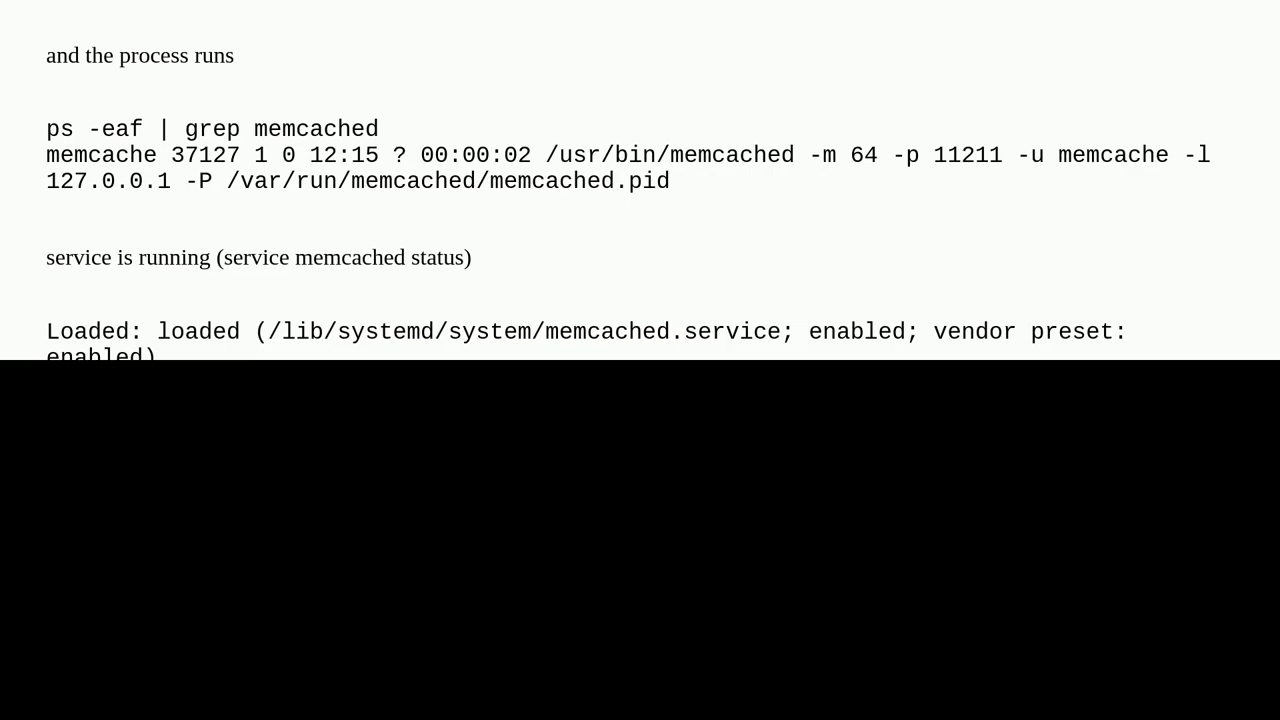 and the process runs
ps -eaf | grep memcached
memcache 37127 1 0 12:15 ? 00:00:02 /usr/bin/memcached -m 64 -p 11211 -u memcache -l
127.0.0.1 -P /var/run/memcached/memcached.pid
service is running (service memcached status)
Loaded: loaded (/lib/systemd/system/memcached.service; enabled; vendor preset:
enabled)